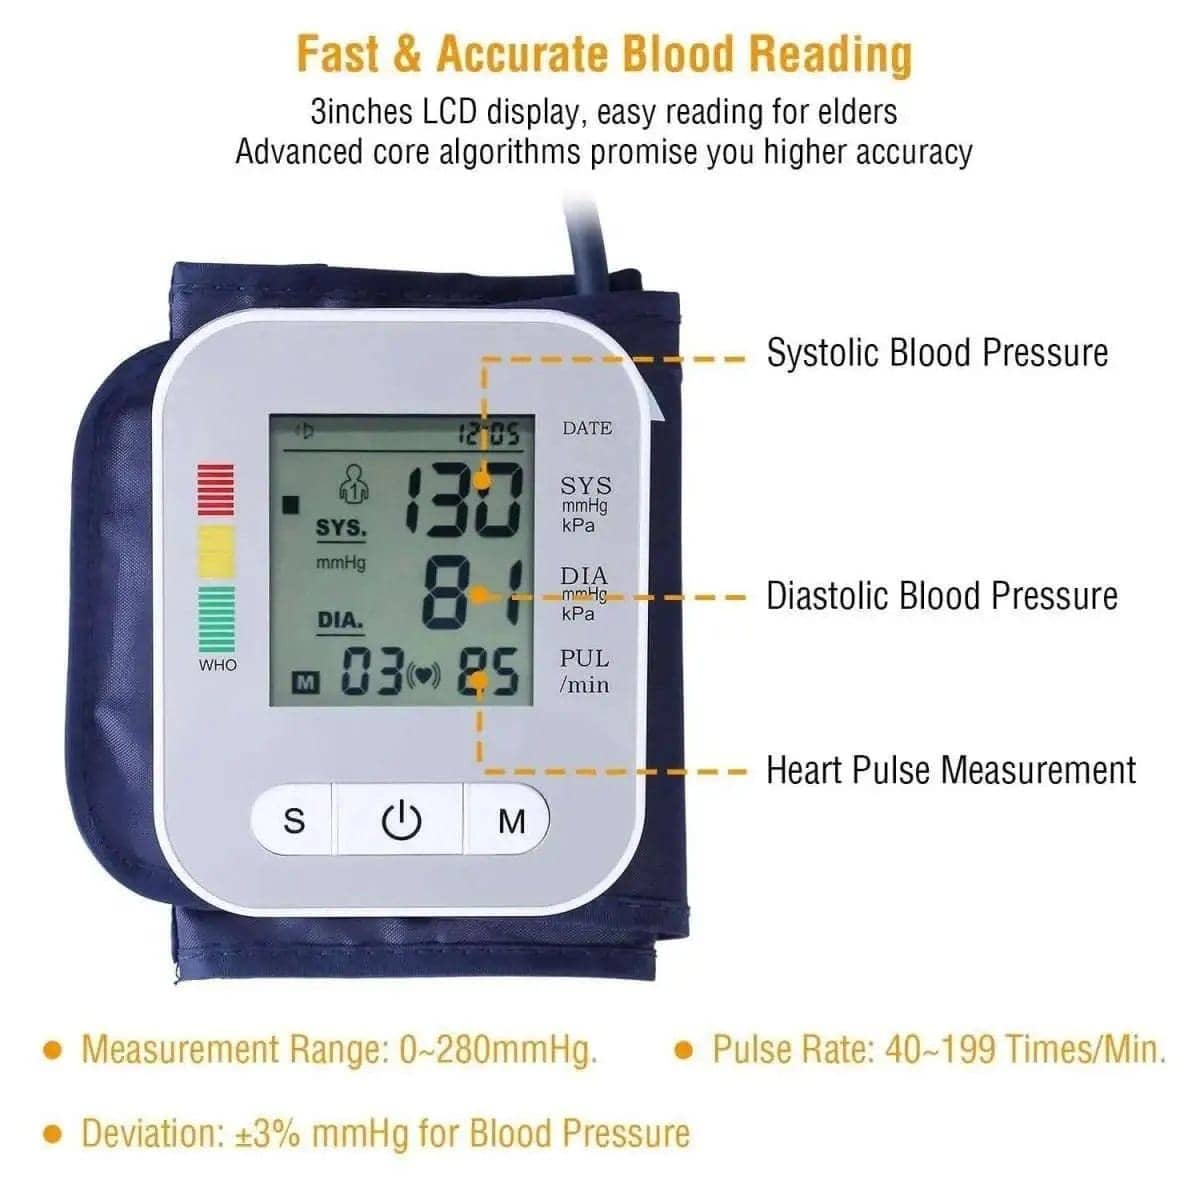 Fast & Accurate Blood Reading
3inches LCD display, easy reading for elders
Advanced core algorithms promise you higher accuracy
Systolic Blood Pressure
12-05
DATE
1
130
SYS
mmHg
kPa
SYS.
mmHg
81
DIA
mmHg
kPa
DIA.
Diastolic Blood Pressure
WHO
M
03
85
PUL
/min
Heart Pulse Measurement
S
M
Measurement Range: 0~280mmHg.
Pulse Rate: 40~199 Times/Min.
Deviation: ±3% mmHg for Blood Pressure